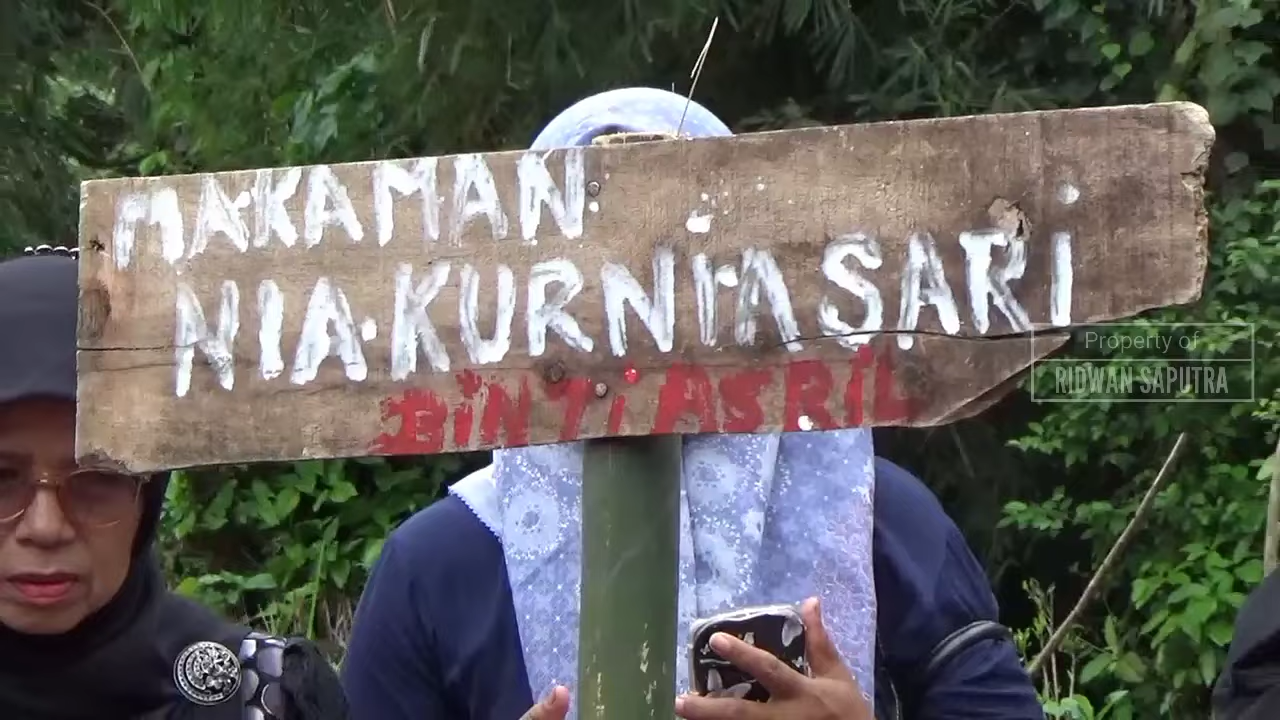 MAKAMAN
NIA·KURNIASARI
BINTI ASRIL
Property of
RIDWAN SAPUTRA